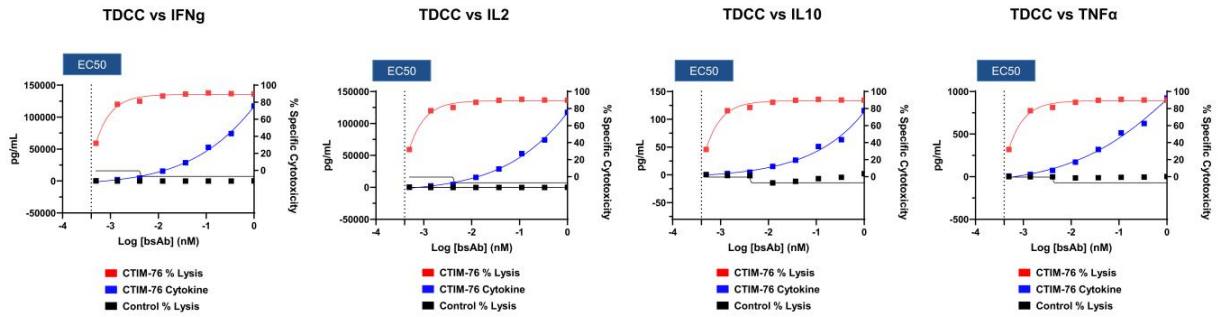 TDCC vs IFNg
EC50
150000
100000
50000
0
-50000
pg/mL
100
80
60
40
20
0
% Specific Cytotoxicity
-4 -3 -2 -1 0
Log [bsAb] (nM)
CTIM-76 % Lysis
CTIM-76 Cytokine
Control % Lysis
TDCC vs IL2
EC50
150000
100000
50000
0
-50000
pg/mL
100
80
60
40
20
0
% Specific Cytotoxicity
-4 -3 -2 -1 0
Log [bsAb] (nM)
CTIM-76 % Lysis
CTIM-76 Cytokine
Control % Lysis
TDCC vs IL10
EC50
150
100
50
0
-50
pg/mL
100
80
60
40
20
0
% Specific Cytotoxicity
-4 -3 -2 -1 0
Log [bsAb] (nM)
CTIM-76 % Lysis
CTIM-76 Cytokine
Control % Lysis
TDCC vs TNFα
EC50
1000
500
0
-500
pg/mL
100
80
60
40
20
0
% Specific Cytotoxicity
-4 -3 -2 -1 0
Log [bsAb] (nM)
CTIM-76 % Lysis
CTIM-76 Cytokine
Control % Lysis